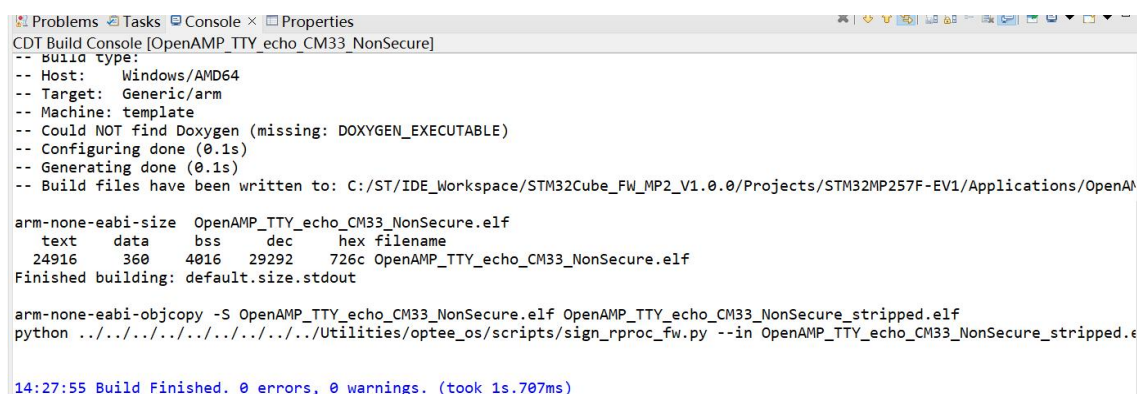 Problems Tasks Console × Properties
CDT Build Console [OpenAMP_TTY_echo_CM33_NonSecure]
-- Build type:
-- Host:    Windows/AMD64
-- Target:  Generic/arm
-- Machine: template
-- Could NOT find Doxygen (missing: DOXYGEN_EXECUTABLE)
-- Configuring done (0.1s)
-- Generating done (0.1s)
-- Build files have been written to: C:/ST/IDE_Workspace/STM32Cube_FW_MP2_V1.0.0/Projects/STM32MP257F-EV1/Applications/OpenAM
arm-none-eabi-size  OpenAMP_TTY_echo_CM33_NonSecure.elf
   text    data     bss     dec     hex filename
  24916     360    4016   29292    726c OpenAMP_TTY_echo_CM33_NonSecure.elf
Finished building: default.size.stdout
arm-none-eabi-objcopy -S OpenAMP_TTY_echo_CM33_NonSecure.elf OpenAMP_TTY_echo_CM33_NonSecure_stripped.elf
python ../../../../../../../../Utilities/optee_os/scripts/sign_rproc_fw.py --in OpenAMP_TTY_echo_CM33_NonSecure_stripped.e
14:27:55 Build Finished. 0 errors, 0 warnings. (took 1s.707ms)